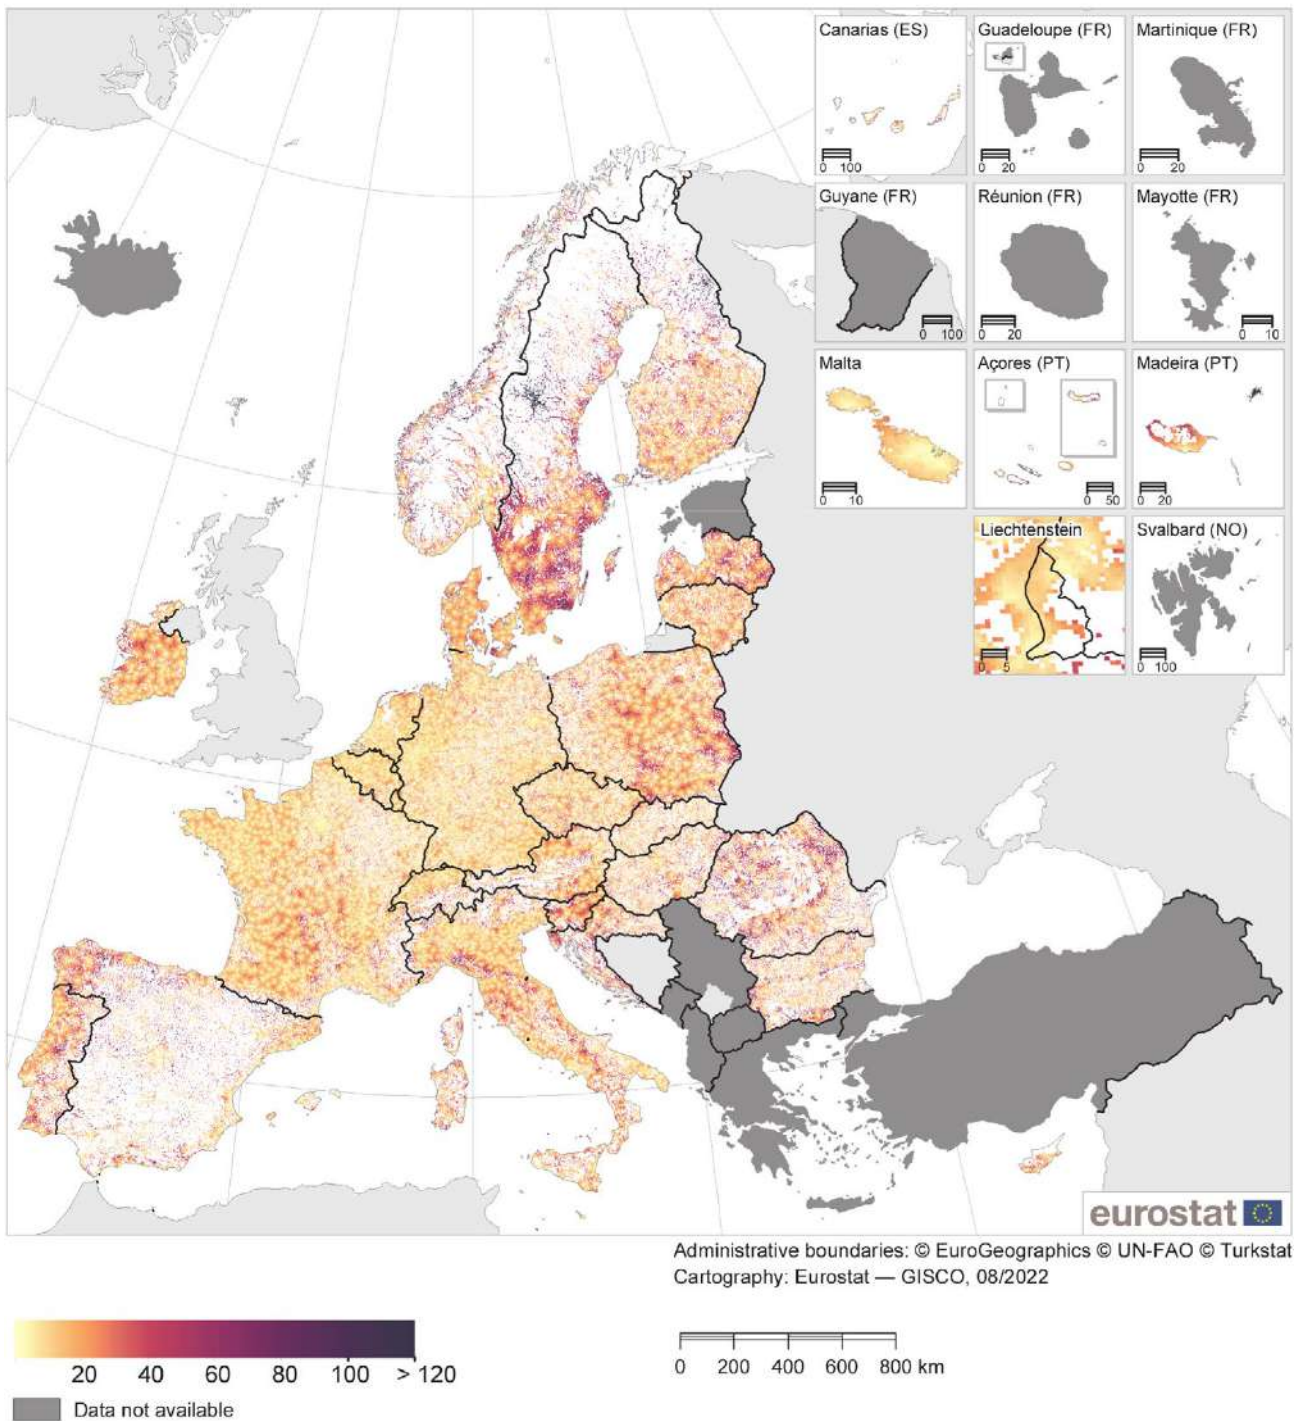 Canarias (ES)
0 100
Guadeloupe (FR)
0 20
Martinique (FR)
0 20
Guyane (FR)
0 100
Réunion (FR)
0 20
Mayotte (FR)
0 10
Malta
0 10
Açores (PT)
0 50
Madeira (PT)
0 20
Liechtenstein
0 5
Svalbard (NO)
0 100
eurostat
Administrative boundaries: © EuroGeographics © UN-FAO © Turkstat
Cartography: Eurostat — GISCO, 08/2022
20 40 60 80 100 > 120
Data not available
0 200 400 600 800 km